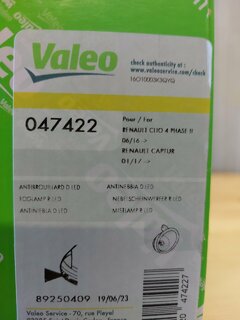 Valeo
check authenticity at :
www.valeoservice.com/check
047422
Pour / For
RENAULT CLIO 4 PHASE II
06/16 ->
RENAULT CAPTUR
01/17 ->
ANTIBROUILLARD D LED
ANTINIEBLA D LED
FOGLAMP R LED
NEBELSCHEINWERFER R LED
ANTINEBBIA D LED
MISTLAMP R LED
89250409 19/06/23
Valeo Service - 70, rue Pleyel
474227